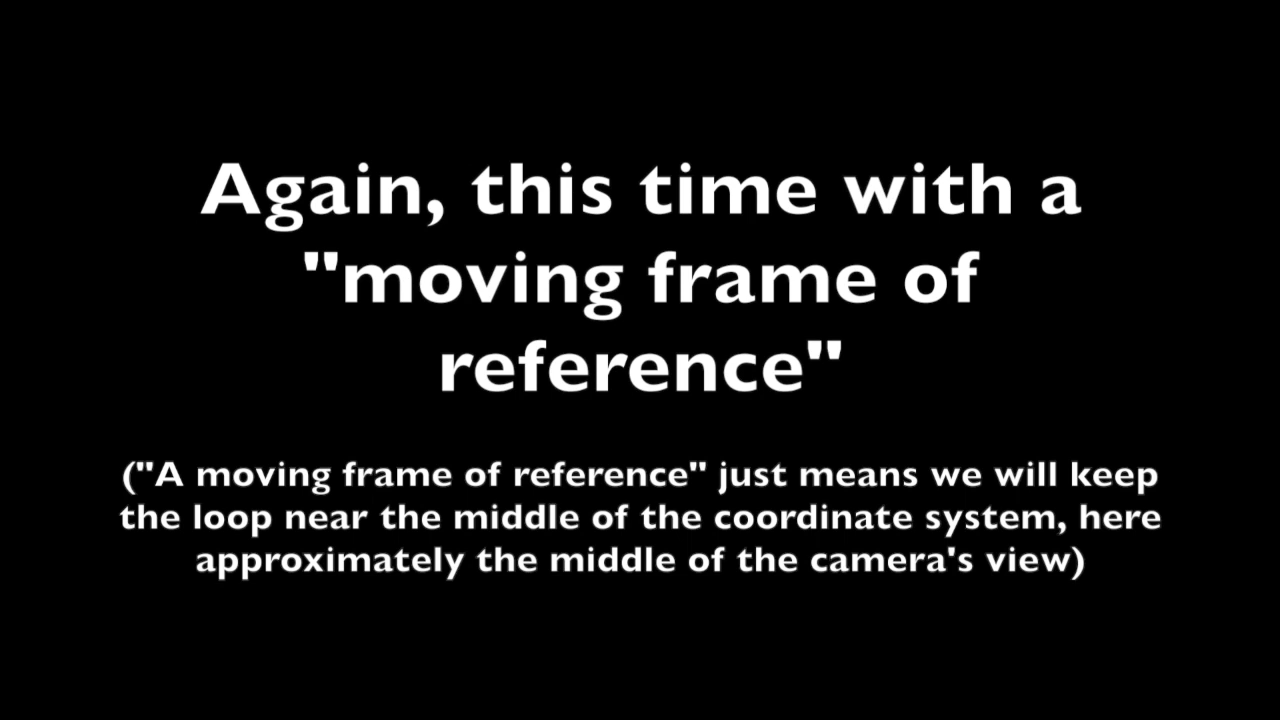 Again, this time with a
"moving frame of
reference"
("A moving frame of reference" just means we will keep
the loop near the middle of the coordinate system, here
approximately the middle of the camera's view)